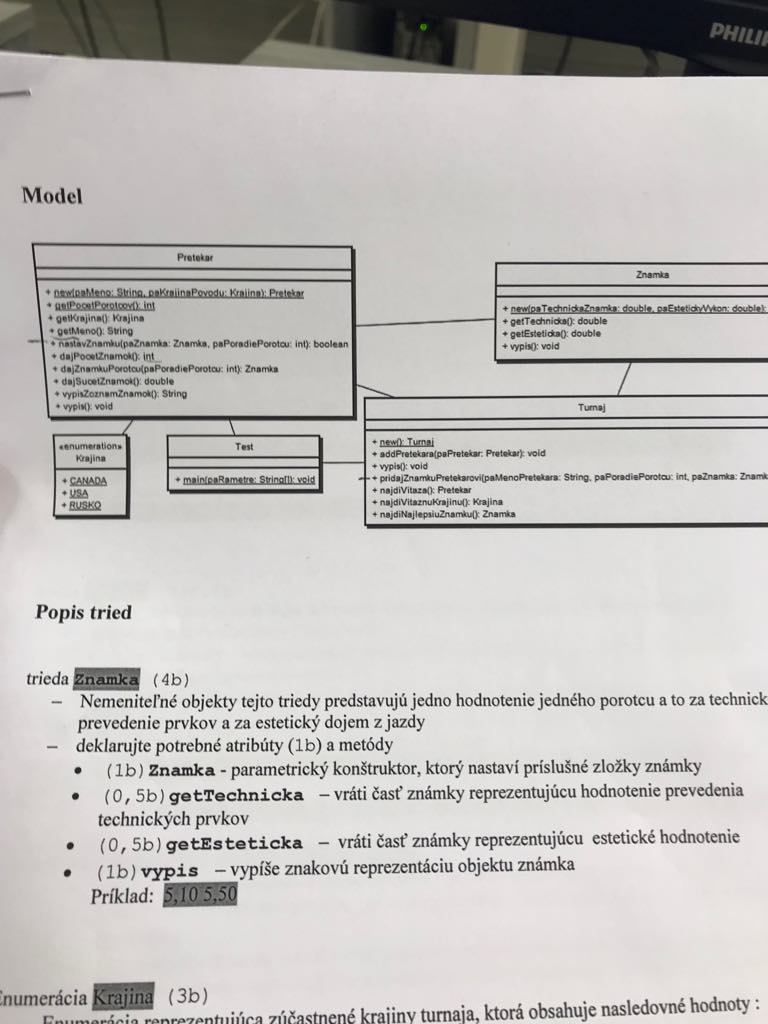 Model
Pretekar
+ new(paMeno: String, paKrajinaPovodu: Krajina): Pretekar
+ getPocetPorotcov(): int
+ getKrajina(): Krajina
+ getMeno(): String
+ nastavZnamku(paZnamka: Znamka, paPoradiePorotcu: int): boolean
+ dajPocetZnamok(): int
+ dajZnamkuPorotcu(paPoradiePorotcu: int): Znamka
+ dajSucetZnamok(): double
+ vypisZoznamZnamok(): String
+ vypis(): void
Znamka
+ new(paTechnickaZnamka: double, paEstetickyVykon: double):
+ getTechnicka(): double
+ getEsteticka(): double
+ vypis(): void
«enumeration»
Krajina
+ CANADA
+ USA
+ RUSKO
Test
+ main(paRametre: String[]): void
Turnaj
+ new(): Turnaj
+ addPretekara(paPretekar: Pretekar): void
+ vypis(): void
+ pridajZnamkuPretekarovi(paMenoPretekara: String, paPoradiePorotcu: int, paZnamka: Znamk
+ najdiVitaza(): Pretekar
+ najdiVitaznuKrajinu(): Krajina
+ najdiNajlepsiuZnamku(): Znamka
Popis tried
trieda Znamka (4b)
– Nemeniteľné objekty tejto triedy predstavujú jedno hodnotenie jedného porotcu a to za technick
prevedenie prvkov a za estetický dojem z jazdy
– deklarujte potrebné atribúty (1b) a metódy
• (1b) Znamka - parametrický konštruktor, ktorý nastaví príslušné zložky známky
• (0,5b) getTechnicka – vráti časť známky reprezentujúcu hodnotenie prevedenia
technických prvkov
• (0,5b) getEsteticka – vráti časť známky reprezentujúcu estetické hodnotenie
• (1b) vypis – vypíše znakovú reprezentáciu objektu známka
Príklad: 5,10 5,50
Enumerácia Krajina (3b)
Enumerácia reprezentujúca zúčastnené krajiny turnaja, ktorá obsahuje nasledovné hodnoty :
PHILIP